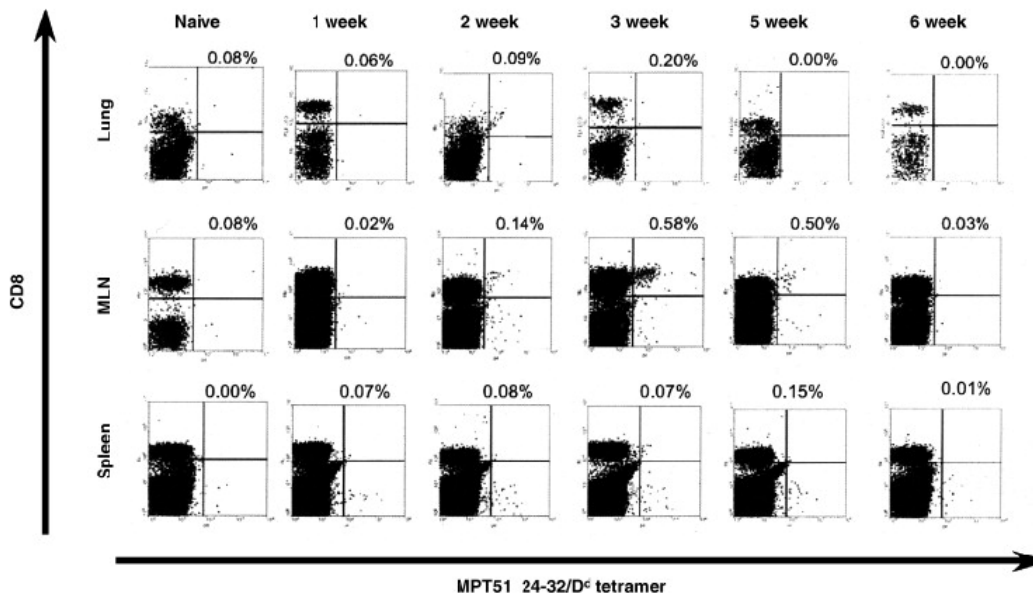 Naive 1 week 2 week 3 week 5 week 6 week
0.08% 0.06% 0.09% 0.20% 0.00% 0.00%
Lung
0.08% 0.02% 0.14% 0.58% 0.50% 0.03%
MLN
CD8
0.00% 0.07% 0.08% 0.07% 0.15% 0.01%
Spleen
MPT51 24-32/Dᵈ tetramer